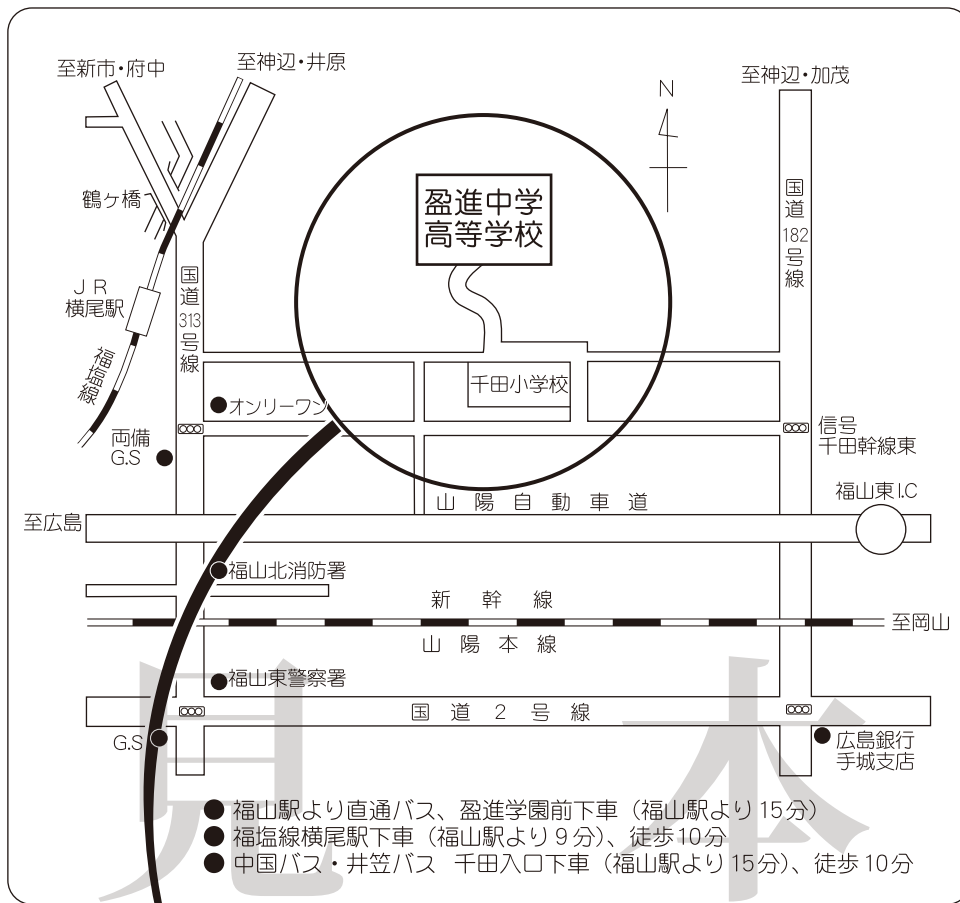 至新市・府中
至神辺・井原
至神辺・加茂
N
鶴ヶ橋
盈進中学
高等学校
国道182号線
JR
横尾駅
国道313号線
福塩線
千田小学校
オンリーワン
両備
G.S
信号
千田幹線東
福山東I.C
山陽自動車道
至広島
福山北消防署
新幹線
至岡山
山陽本線
福山東警察署
国道2号線
G.S
広島銀行
手城支店
見本
● 福山駅より直通バス、盈進学園前下車（福山駅より15分）
● 福塩線横尾駅下車（福山駅より9分）、徒歩10分
● 中国バス・井笠バス 千田入口下車（福山駅より15分）、徒歩10分